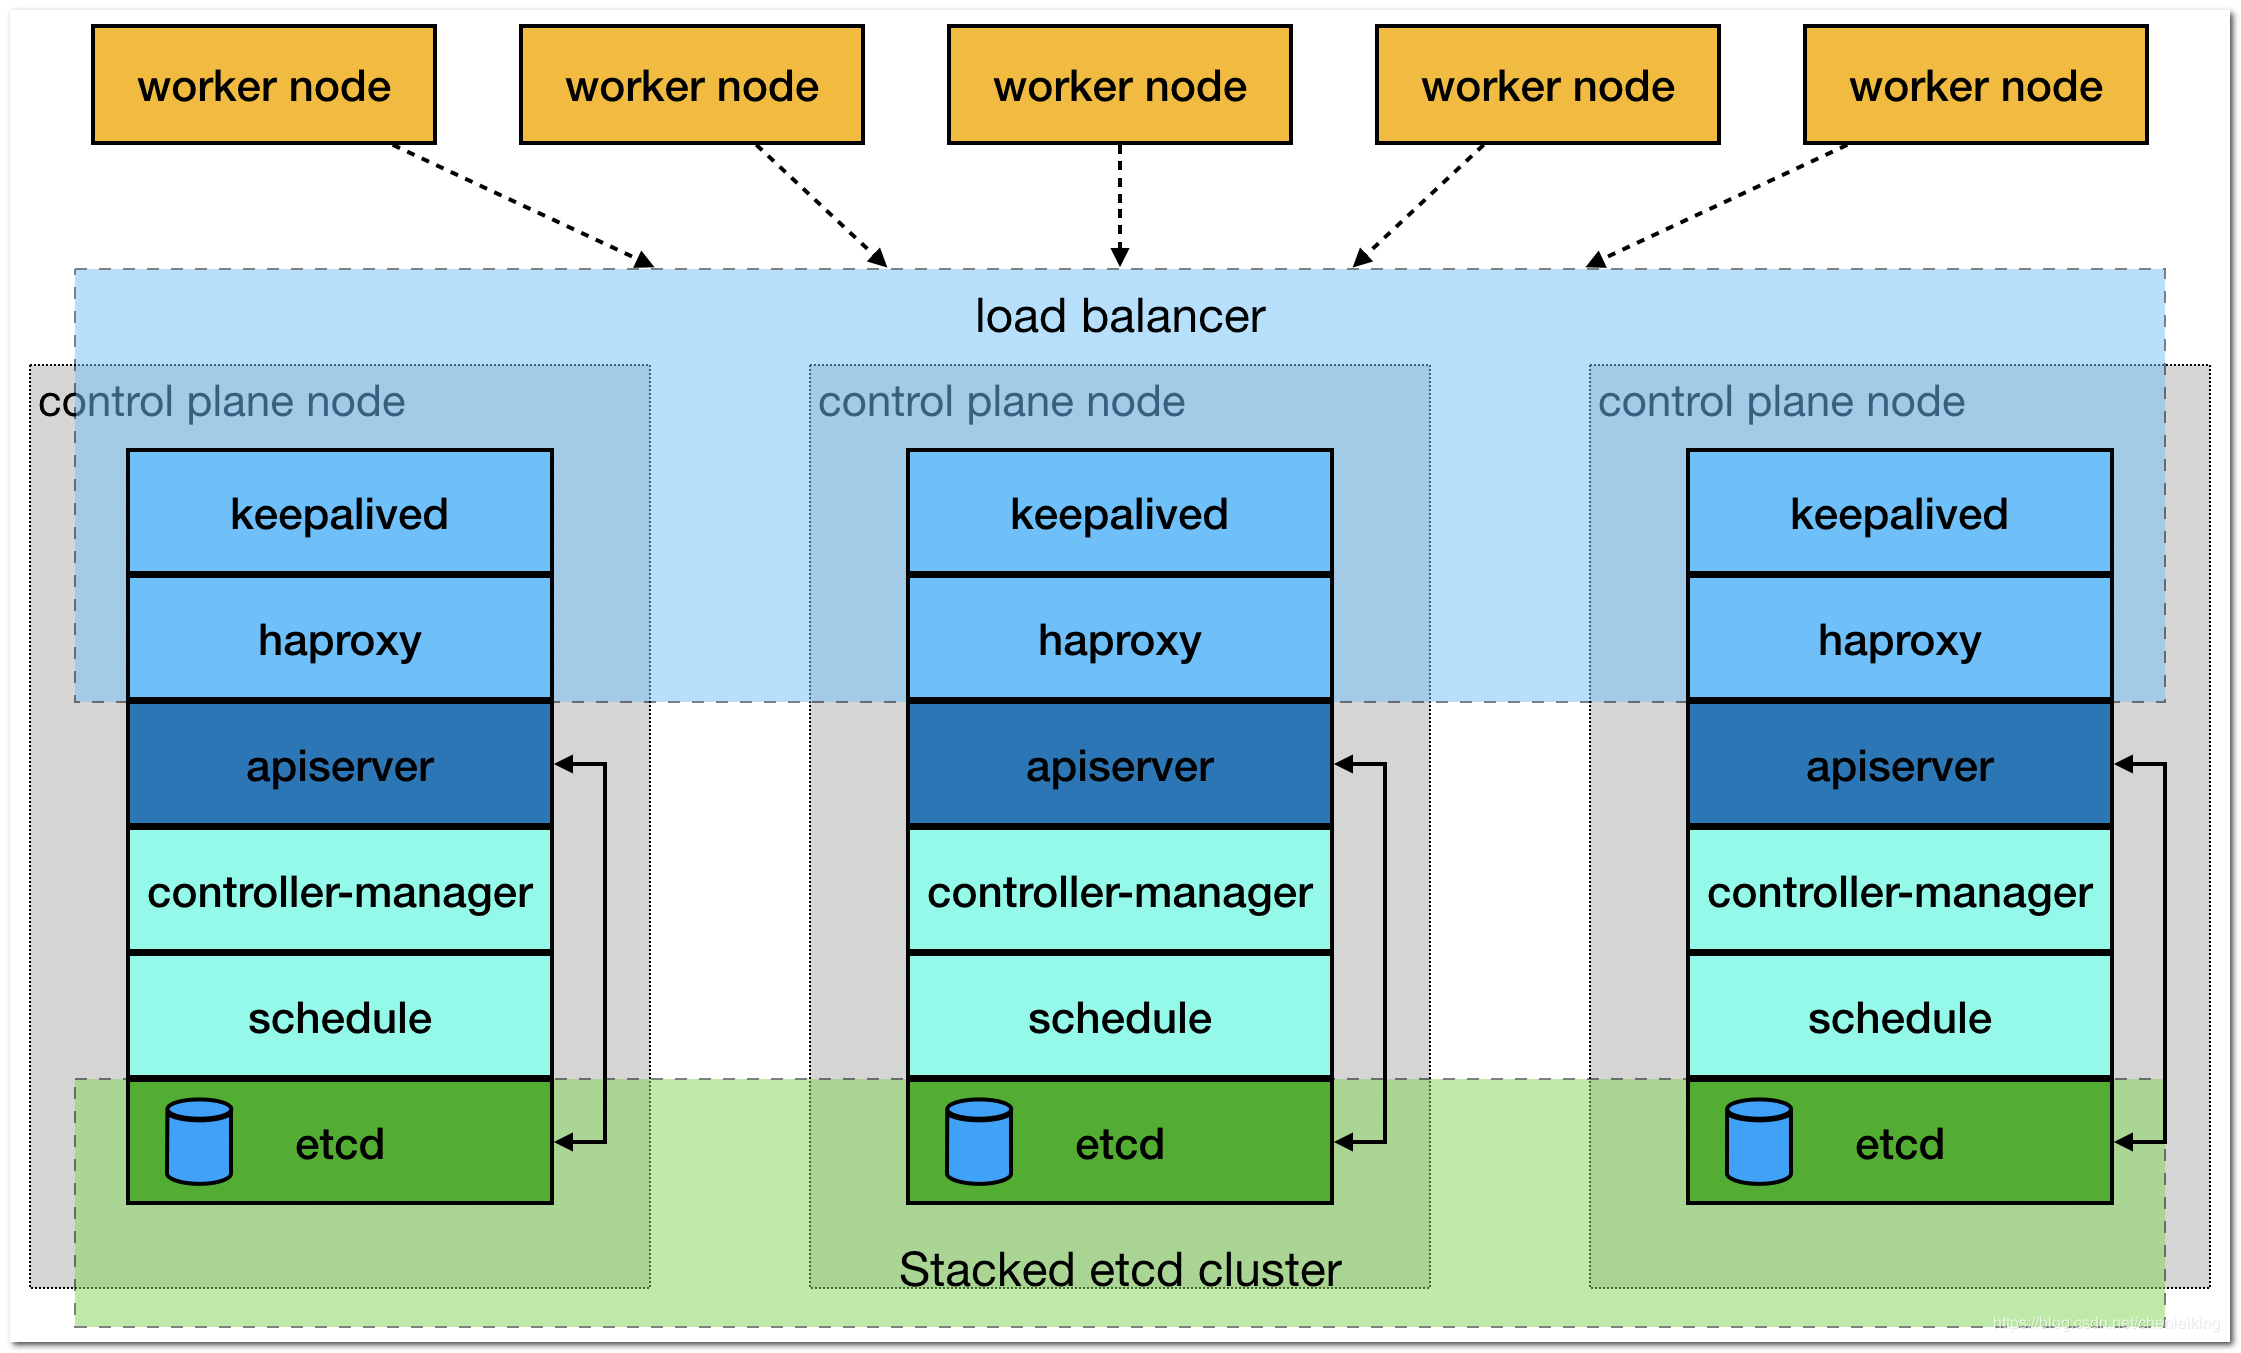 worker node
worker node
worker node
worker node
worker node
load balancer
control plane node
control plane node
control plane node
keepalived
keepalived
keepalived
haproxy
haproxy
haproxy
apiserver
apiserver
apiserver
controller-manager
controller-manager
controller-manager
schedule
schedule
schedule
etcd
etcd
etcd
Stacked etcd cluster
https://blog.csdn.net/chenleiking